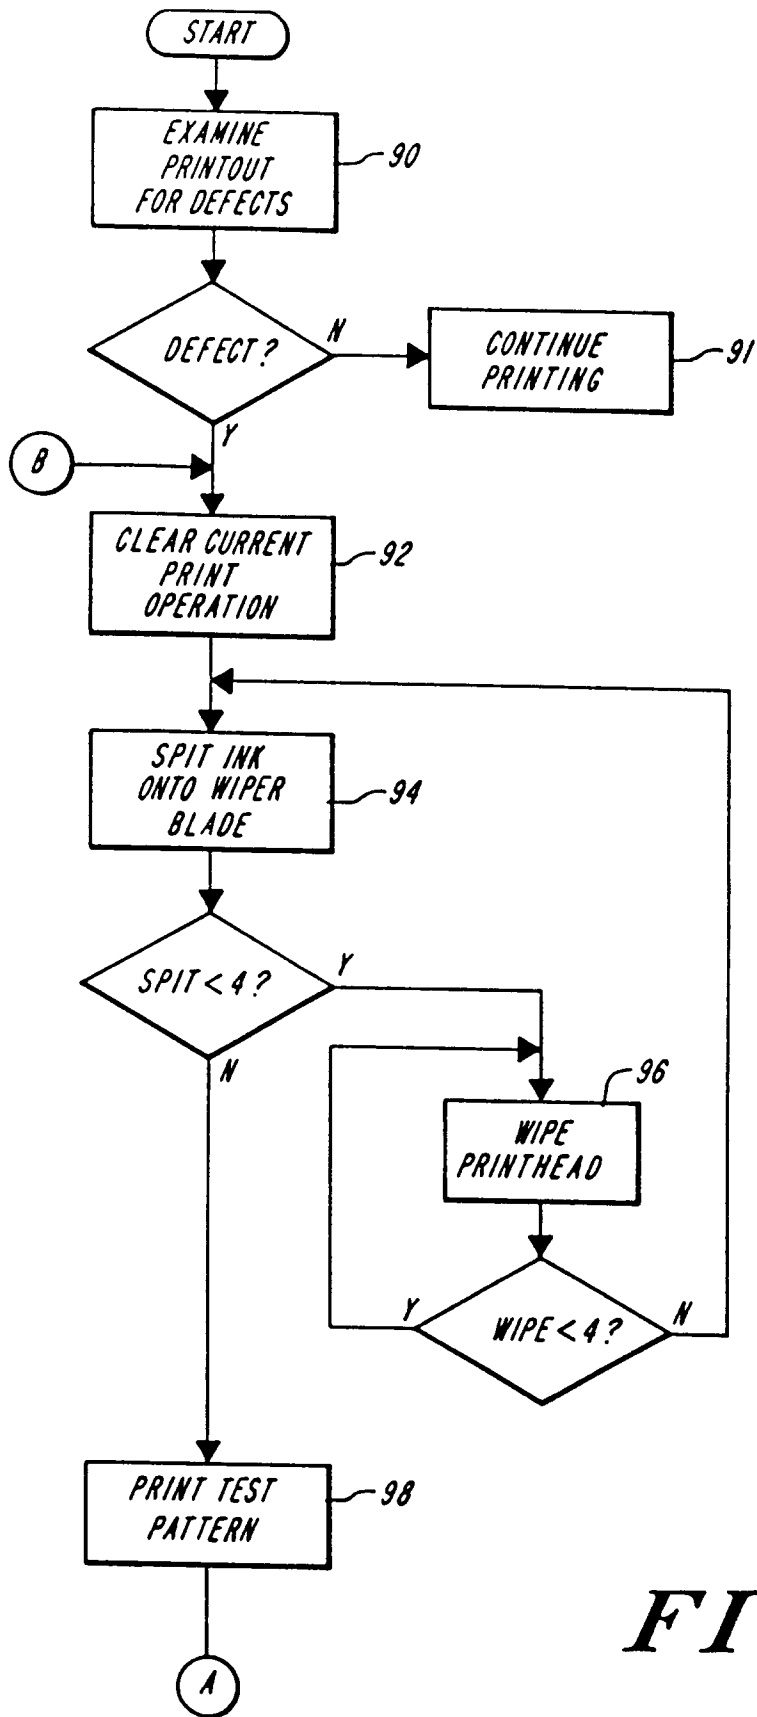 START
EXAMINE
PRINTOUT
FOR DEFECTS
90
DEFECT?
N
CONTINUE
PRINTING
91
Y
B
CLEAR CURRENT
PRINT
OPERATION
92
SPIT INK
ONTO WIPER
BLADE
94
SPIT < 4 ?
Y
N
96
WIPE
PRINTHEAD
Y
WIPE < 4 ?
N
PRINT TEST
PATTERN
98
FI
A